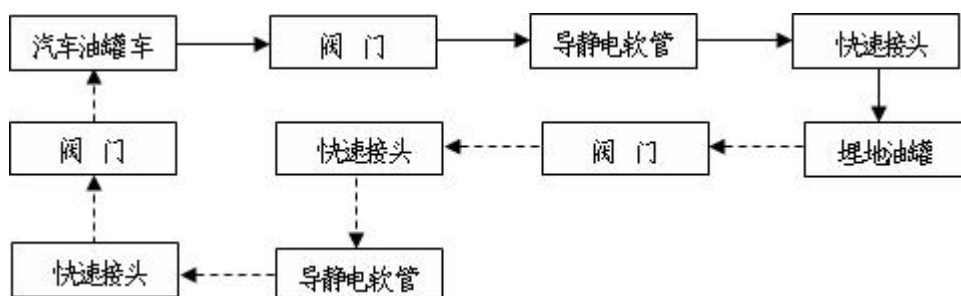 汽车油罐车
阀 门
导静电软管
快速接头
阀 门
快速接头
阀 门
埋地油罐
快速接头
导静电软管